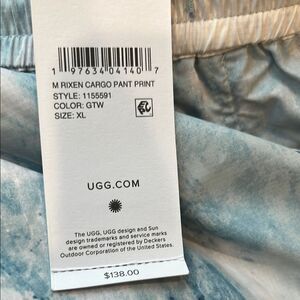 1 97634 04140 7
M RIXEN CARGO PANT PRINT
STYLE: 1155591
COLOR: GTW
SIZE: XL
UGG.COM
The UGG, UGG design and Sun
design trademarks and service marks
are owned or registered by Deckers
Outdoor Corporation of the United States.
$138.00